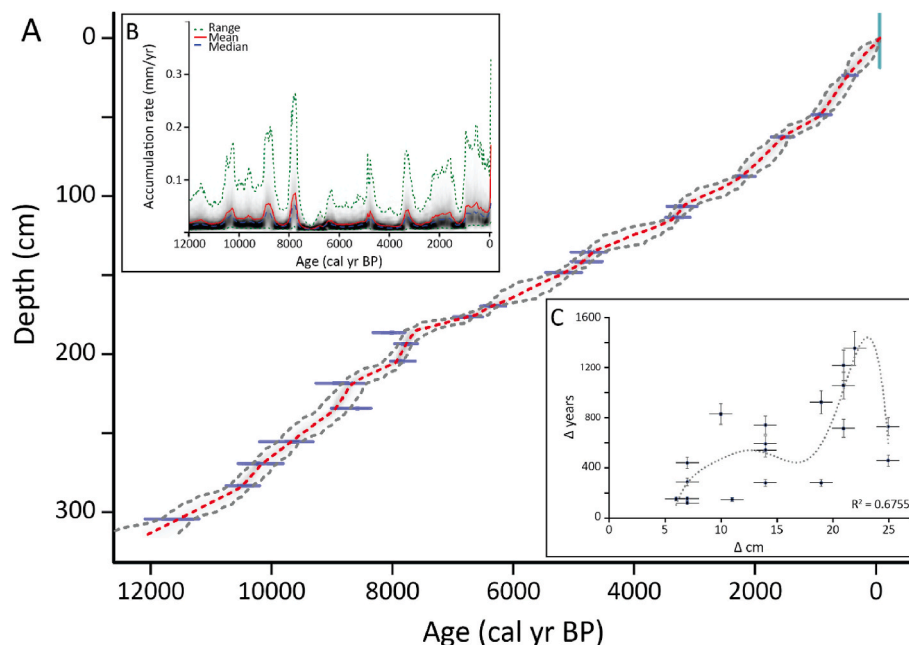 A
B
Range
Mean
Median
Accumulation rate (mm/yr)
0.3
0.2
0.1
12000 10000 8000 6000 4000 2000 0
Age (cal yr BP)
Depth (cm)
0
100
200
300
C
Δ years
1600
1200
800
400
0
0 5 10 15 20 25
Δ cm
R² = 0.6755
12000 10000 8000 6000 4000 2000 0
Age (cal yr BP)